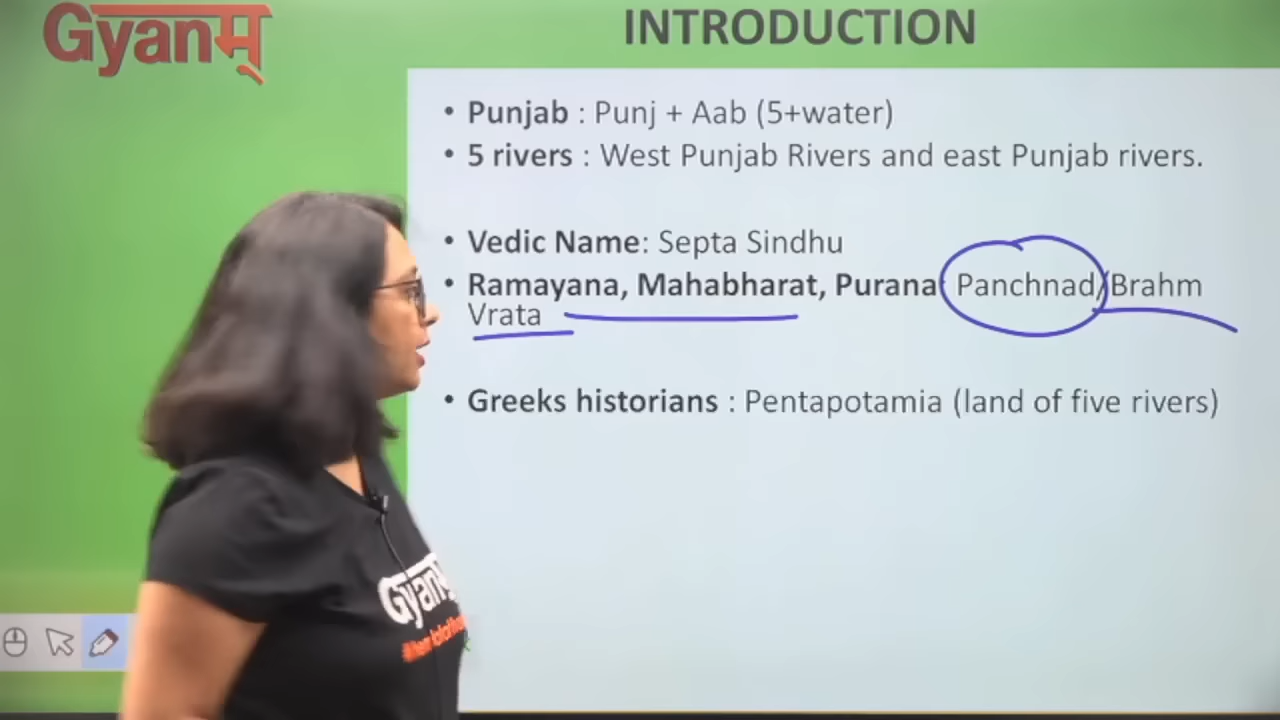 Gyanम्
INTRODUCTION
• Punjab : Punj + Aab (5+water)
• 5 rivers : West Punjab Rivers and east Punjab rivers.
• Vedic Name: Septa Sindhu
• Ramayana, Mahabharat, Purana Panchnad/Brahm
Vrata
• Greeks historians : Pentapotamia (land of five rivers)
Gyan